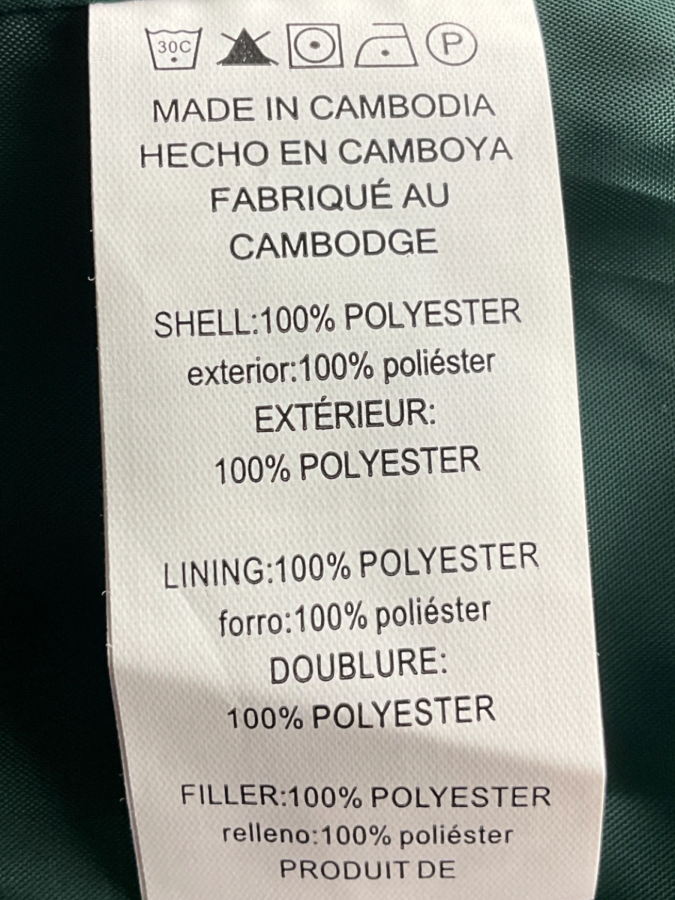 30C P
MADE IN CAMBODIA
HECHO EN CAMBOYA
FABRIQUÉ AU
CAMBODGE
SHELL:100% POLYESTER
exterior:100% poliéster
EXTÉRIEUR:
100% POLYESTER
LINING:100% POLYESTER
forro:100% poliéster
DOUBLURE:
100% POLYESTER
FILLER:100% POLYESTER
relleno:100% poliéster
PRODUIT DE